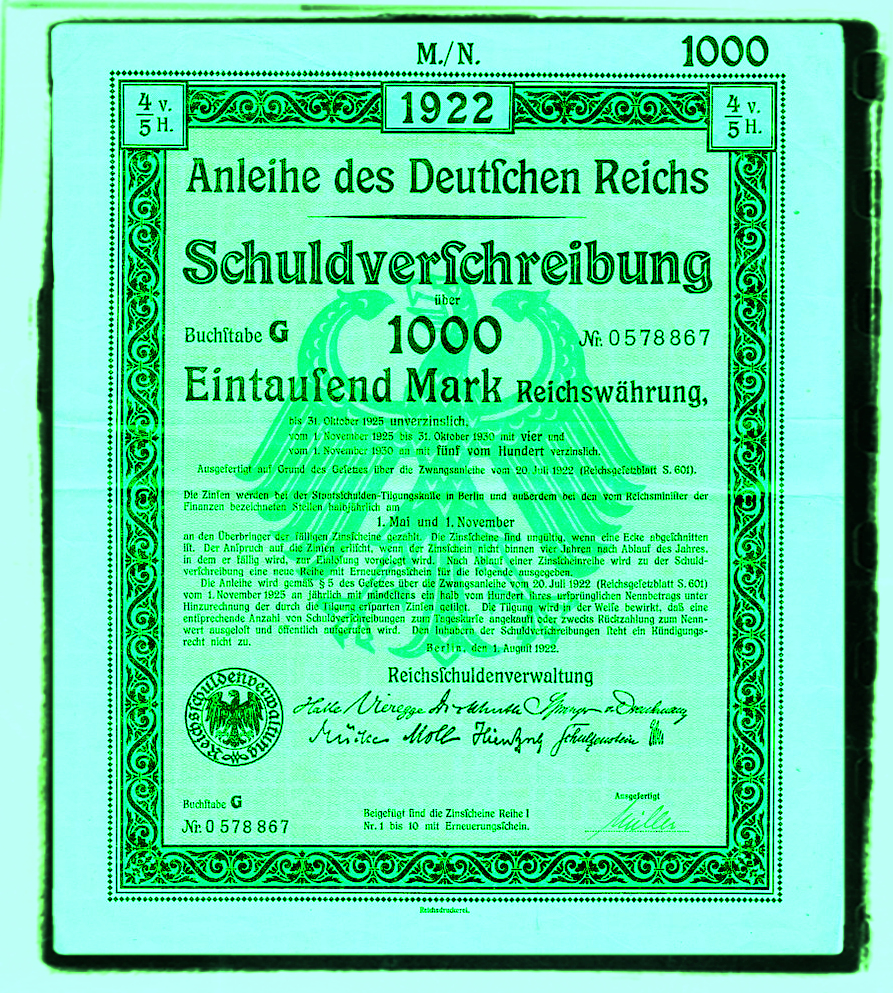 M./N. 1000
4/5 v. H. 1922 4/5 v. H.
Anleihe des Deutſchen Reichs
Schuldverſchreibung
über
Buchſtabe G 1000 Nr. 0578867
Eintauſend Mark Reichswährung,
bis 31. Oktober 1925 unverzinslich,
vom 1. November 1925 bis 31. Oktober 1930 mit vier und
vom 1. November 1930 an mit fünf vom Hundert verzinslich.
Ausgefertigt auf Grund des Geſetzes über die Zwangsanleihe vom 20. Juli 1922 (Reichsgeſetzblatt S. 601).
Die Zinſen werden bei der Staatsſchulden-Tilgungskaſſe in Berlin und außerdem bei den vom Reichsminiſter der
Finanzen bezeichneten Stellen halbjährlich am
1. Mai und 1. November
an den Überbringer der fälligen Zinsſcheine gezahlt. Die Zinsſcheine ſind ungültig, wenn eine Ecke abgeſchnitten
iſt. Der Anſpruch auf die Zinſen erliſcht, wenn der Zinsſchein nicht binnen vier Jahren nach Ablauf des Jahres,
in dem er fällig wird, zur Einlöſung vorgelegt wird. Nach Ablauf einer Zinsſcheinreihe wird zu der Schuld-
verſchreibung eine neue Reihe mit Erneuerungsſchein für die folgende ausgegeben.
Die Anleihe wird gemäß § 5 des Geſetzes über die Zwangsanleihe vom 20. Juli 1922 (Reichsgeſetzblatt S. 601)
vom 1. November 1925 an jährlich mit mindeſtens ein halb vom Hundert ihres urſprünglichen Nennbetrags unter
Hinzurechnung der durch die Tilgung erſparten Zinſen getilgt. Die Tilgung wird in der Weiſe bewirkt, daß eine
entſprechende Anzahl von Schuldverſchreibungen zum Tageskurſe angekauft oder zwecks Rückzahlung zum Nenn-
wert ausgeloſt und öffentlich aufgerufen wird. Den Inhabern der Schuldverſchreibungen ſteht ein Kündigungs-
recht nicht zu.
Berlin, den 1. August 1922.
Reichsſchuldenverwaltung
Reichsſchuldenverwaltung
Halle Vieregge
Mücke Moll
Buchſtabe G
Nr. 0578867
Beigefügt ſind die Zinsſcheine Reihe I
Nr. 1 bis 10 mit Erneuerungsſchein.
Ausgefertigt
Müller
Reichsdruckerei.